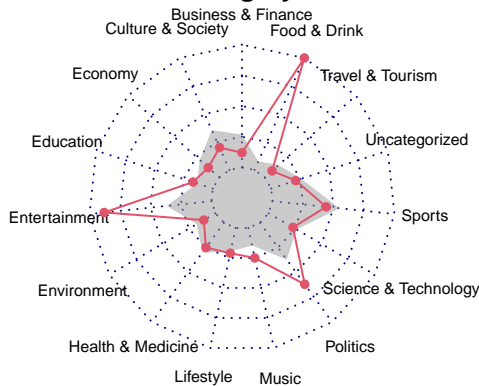 Business & Finance
Culture & Society
Food & Drink
Economy
Travel & Tourism
Education
Uncategorized
Entertainment
Sports
Environment
Science & Technology
Health & Medicine
Politics
Lifestyle
Music